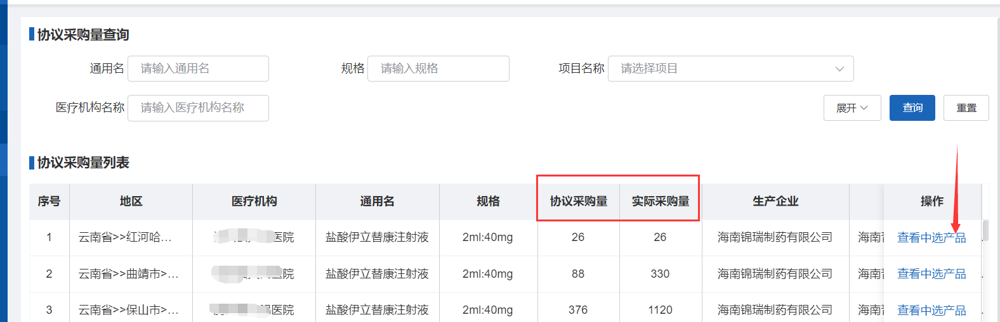 协议采购量查询
通用名 请输入通用名 规格 请输入规格 项目名称 请选择项目
医疗机构名称 请输入医疗机构名称 展开 查询 重置
协议采购量列表
序号 地区 医疗机构 通用名 规格 协议采购量 实际采购量 生产企业 操作
1 云南省>>红河哈... 医院 盐酸伊立替康注射液 2ml:40mg 26 26 海南锦瑞制药有限公司 海南 查看中选产品
2 云南省>>曲靖市>... 医院 盐酸伊立替康注射液 2ml:40mg 88 330 海南锦瑞制药有限公司 海南 查看中选产品
3 云南省>>保山市>... 医院 盐酸伊立替康注射液 2ml:40mg 376 1120 海南锦瑞制药有限公司 海南 查看中选产品